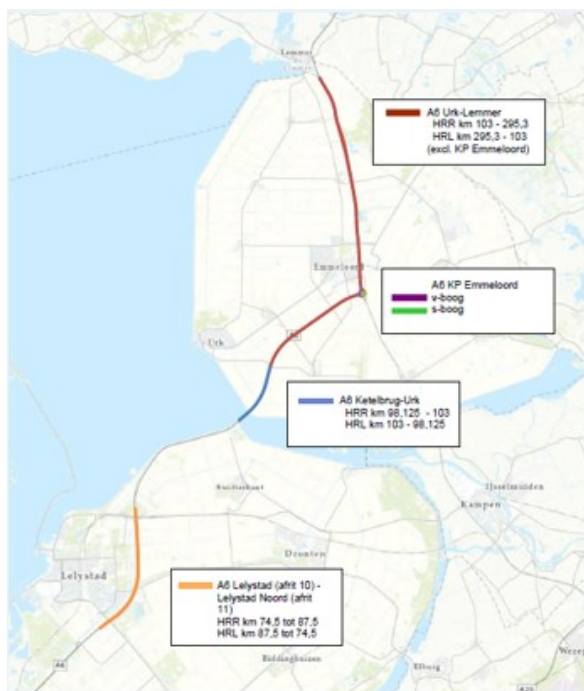 Lemmer
A6 Urk-Lemmer
HRR km 103 - 295,3
HRL km 295,3 - 103
(excl. KP Emmeloord)
Emmeloord
A6 KP Emmeloord
v-boog
s-boog
A6
Urk
A6 Ketelbrug-Urk
HRR km 98,125 - 103
HRL km 103 - 98,125
Swifterbant
IJsselmuiden
Kampen
Dronten
Lelystad
A6 Lelystad (afrit 10) -
Lelystad Noord (afrit
11)
HRR km 74,5 tot 87,5
HRL km 87,5 tot 74,5
Biddinghuizen
A6
Elburg
Wezep
A28